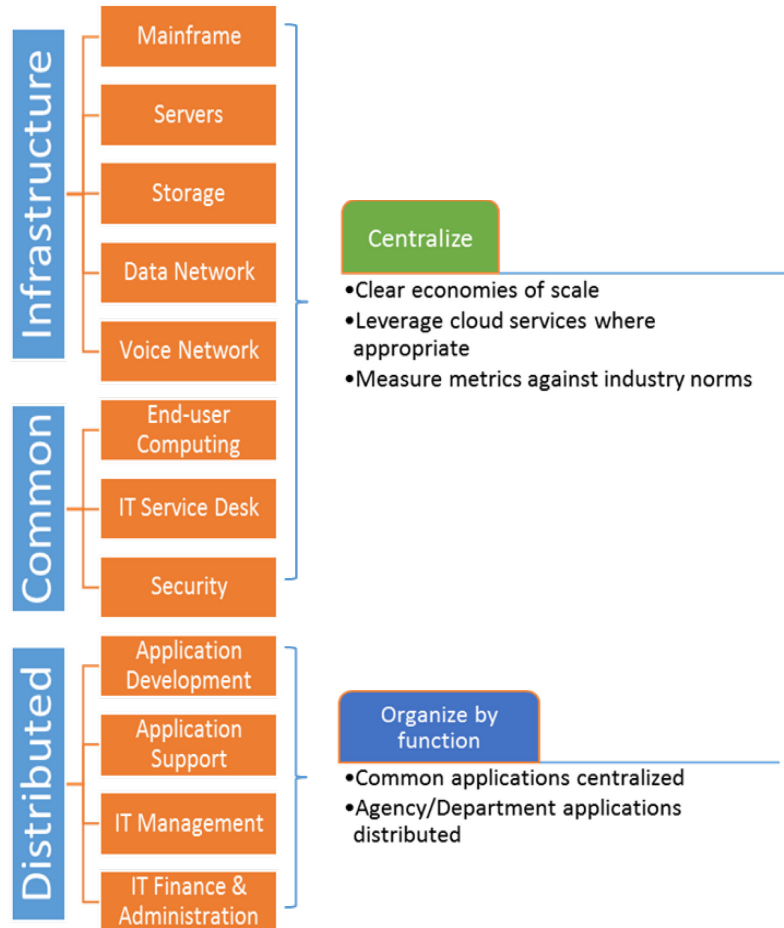 Infrastructure
Mainframe
Servers
Storage
Data Network
Voice Network
Common
End-user
Computing
IT Service Desk
Security
Distributed
Application
Development
Application
Support
IT Management
IT Finance &
Administration
Centralize
•Clear economies of scale
•Leverage cloud services where
appropriate
•Measure metrics against industry norms
Organize by
function
•Common applications centralized
•Agency/Department applications
distributed